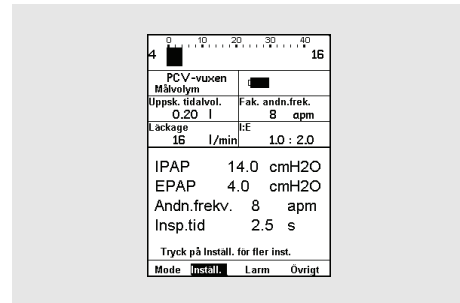 0 10 20 30 40
4 16
PCV-vuxen
Målvolym
Uppsk. tidalvol. Fak. andn.frek.
0.20 l 8 apm
Läckage I:E
16 l/min 1.0 : 2.0
IPAP 14.0 cmH2O
EPAP 4.0 cmH2O
Andn.frekv. 8 apm
Insp.tid 2.5 s
Tryck på Inställ. för fler inst.
Mode Inställ. Larm Övrigt